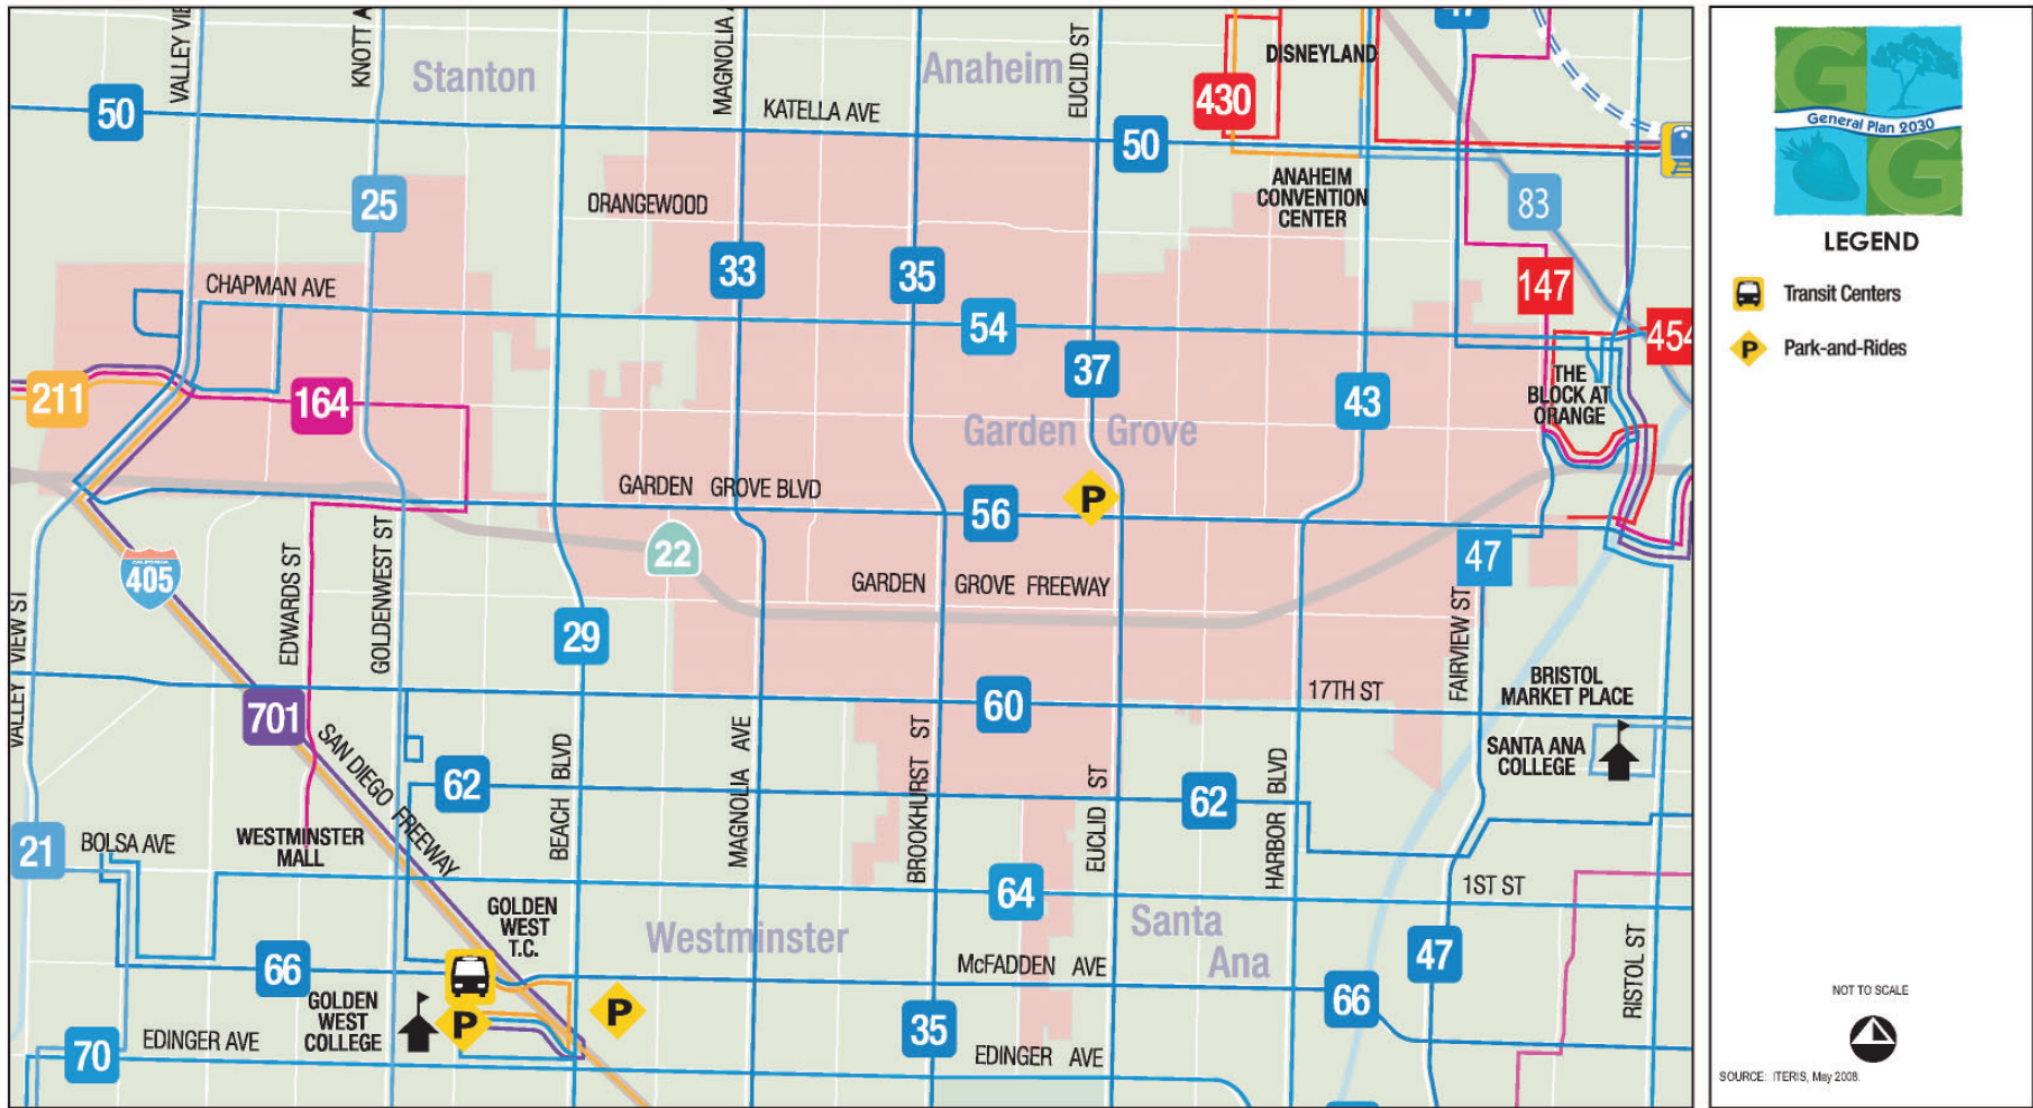 VALLEY VIE
KNOTT A
Stanton
MAGNOLIA
Anaheim
EUCLID ST
430
DISNEYLAND
50
KATELLA AVE
50
25
ORANGEWOOD
ANAHEIM
CONVENTION
CENTER
83
CHAPMAN AVE
33
35
54
147
454
37
211
164
43
THE
BLOCK AT
ORANGE
Garden Grove
GARDEN GROVE BLVD
P
56
22
47
405
GARDEN GROVE FREEWAY
EDWARDS ST
GOLDENWEST ST
29
FAIRVIEW ST
VALLEY VIEW ST
701
60
17TH ST
BRISTOL
MARKET PLACE
SAN DIEGO FREEWAY
SANTA ANA
COLLEGE
62
BEACH BLVD
MAGNOLIA AVE
BROOKHURST ST
EUCLID ST
62
HARBOR BLVD
21
BOLSA AVE
WESTMINSTER
MALL
64
1ST ST
GOLDEN
WEST
T.C.
Westminster
Santa
Ana
47
66
McFADDEN AVE
66
RISTOL ST
GOLDEN
WEST
COLLEGE
P
P
35
70
EDINGER AVE
EDINGER AVE
G
General Plan 2030
G
LEGEND
Transit Centers
P
Park-and-Rides
NOT TO SCALE
SOURCE: ITERIS, May 2008.